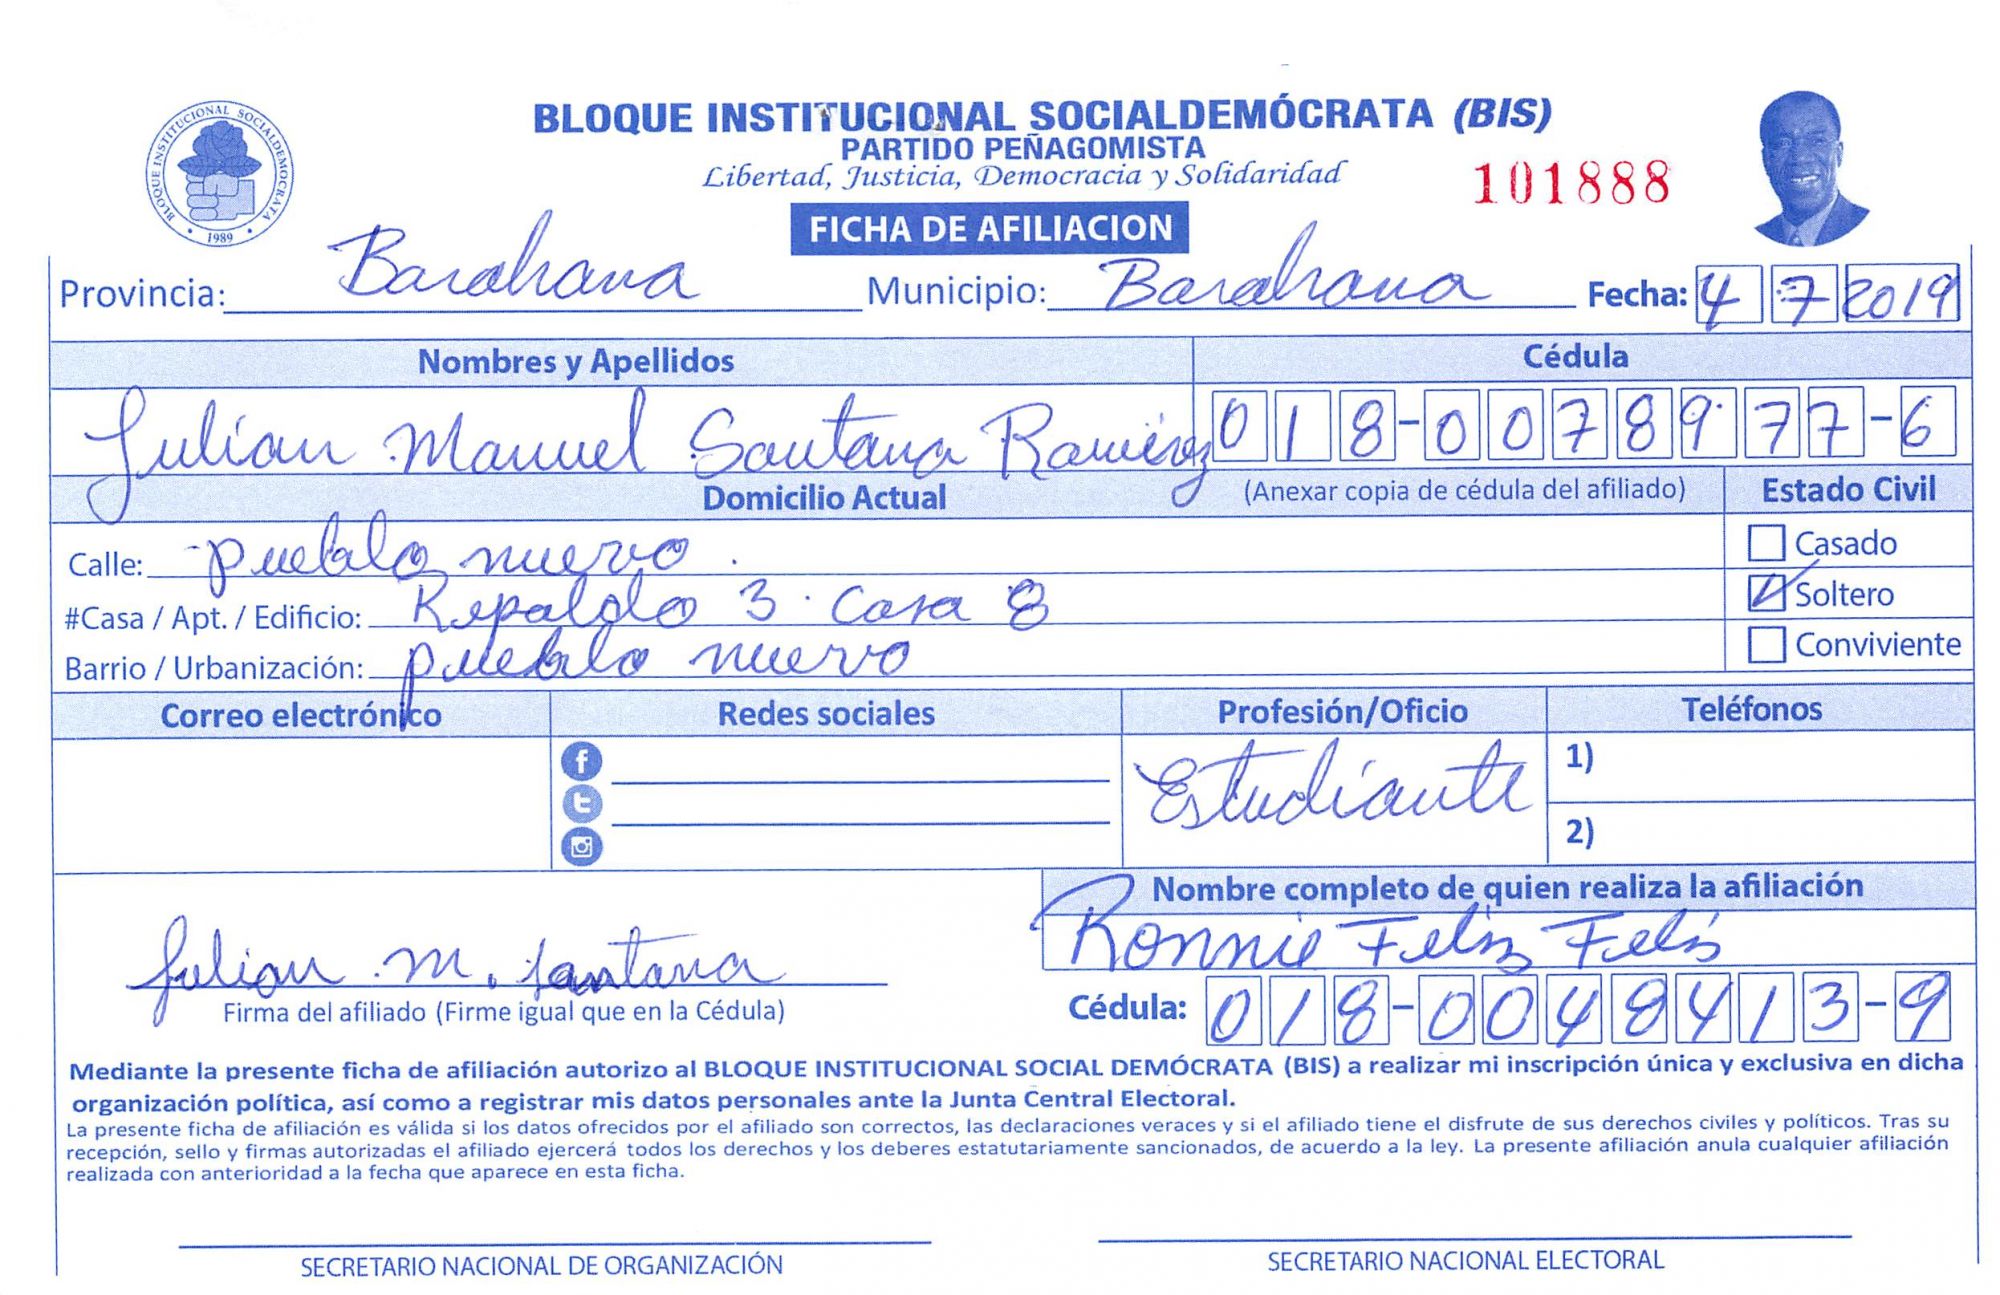 BLOQUE INSTITUCIONAL SOCIALDEMOCRATA
1989
BLOQUE INSTITUCIONAL SOCIALDEMÓCRATA (BIS)
PARTIDO PEÑAGOMISTA
Libertad, Justicia, Democracia y Solidaridad
101888
FICHA DE AFILIACION
Provincia: Barahona Municipio: Barahona Fecha: 4 7 2019
Nombres y Apellidos Cédula
Julian Manuel Santana Ramírez 018-0078977-6
Domicilio Actual (Anexar copia de cédula del afiliado) Estado Civil
Calle: pueblo nuevo. Casado
#Casa / Apt. / Edificio: Repaldo 3. Casa 8 Soltero
Barrio / Urbanización: pueblo nuevo Conviviente
Correo electrónico Redes sociales Profesión/Oficio Teléfonos
Estudiante 1)
2)
Nombre completo de quien realiza la afiliación
Ronnie Feliz Feliz
Julian M. Santana
Firma del afiliado (Firme igual que en la Cédula) Cédula: 018-0048413-9
Mediante la presente ficha de afiliación autorizo al BLOQUE INSTITUCIONAL SOCIAL DEMÓCRATA (BIS) a realizar mi inscripción única y exclusiva en dicha
organización política, así como a registrar mis datos personales ante la Junta Central Electoral.
La presente ficha de afiliación es válida si los datos ofrecidos por el afiliado son correctos, las declaraciones veraces y si el afiliado tiene el disfrute de sus derechos civiles y políticos. Tras su
recepción, sello y firmas autorizadas el afiliado ejercerá todos los derechos y los deberes estatutariamente sancionados, de acuerdo a la ley. La presente afiliación anula cualquier afiliación
realizada con anterioridad a la fecha que aparece en esta ficha.
SECRETARIO NACIONAL DE ORGANIZACIÓN SECRETARIO NACIONAL ELECTORAL